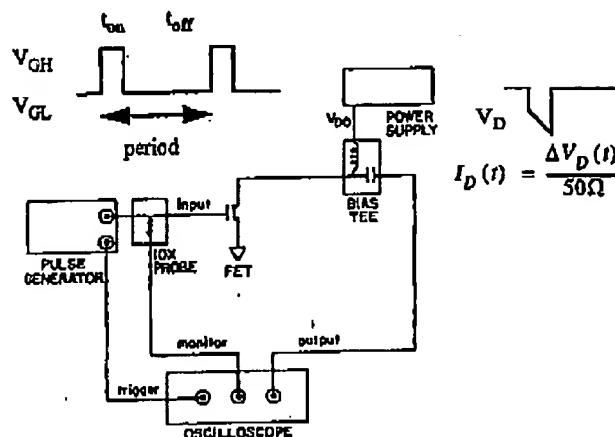 t_on t_off
V_GH
V_GL
period
V_DO
POWER
SUPPLY
V_D
I_D (t) = ΔV_D (t) / 50Ω
BIAS
TEE
input
PULSE
GENERATOR
10X
PROBE
FET
monitor
output
trigger
OSCILLOSCOPE